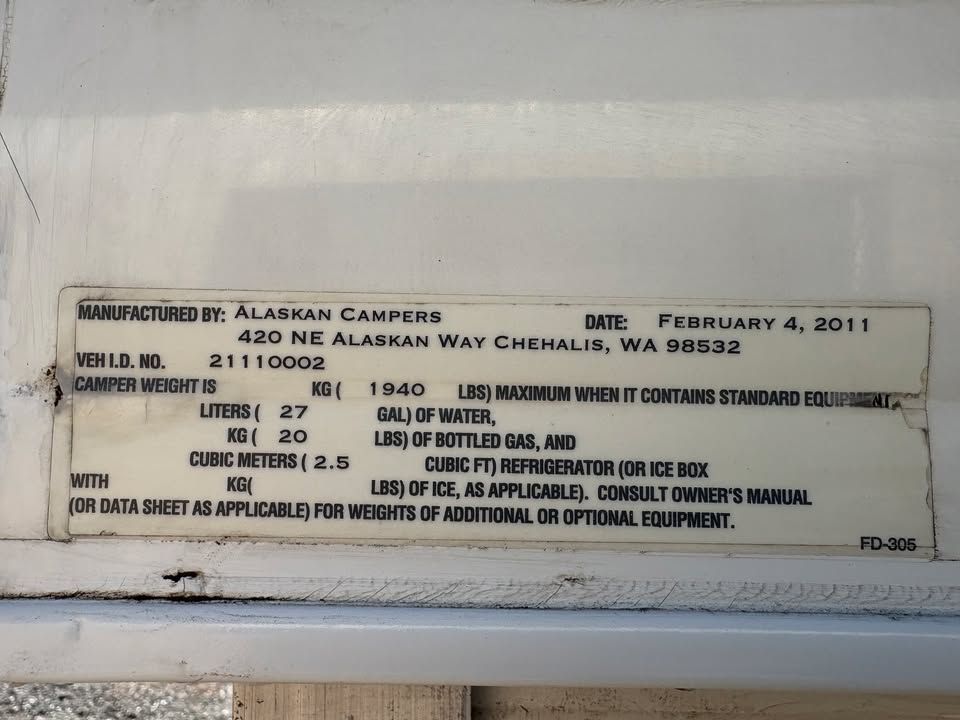 MANUFACTURED BY: ALASKAN CAMPERS DATE: FEBRUARY 4, 2011
420 NE ALASKAN WAY CHEHALIS, WA 98532
VEH I.D. NO. 21110002
CAMPER WEIGHT IS KG ( 1940 LBS) MAXIMUM WHEN IT CONTAINS STANDARD EQUIPMENT
LITERS ( 27 GAL) OF WATER,
KG ( 20 LBS) OF BOTTLED GAS, AND
CUBIC METERS ( 2.5 CUBIC FT) REFRIGERATOR (OR ICE BOX
WITH KG( LBS) OF ICE, AS APPLICABLE). CONSULT OWNER'S MANUAL
(OR DATA SHEET AS APPLICABLE) FOR WEIGHTS OF ADDITIONAL OR OPTIONAL EQUIPMENT.
FD-305